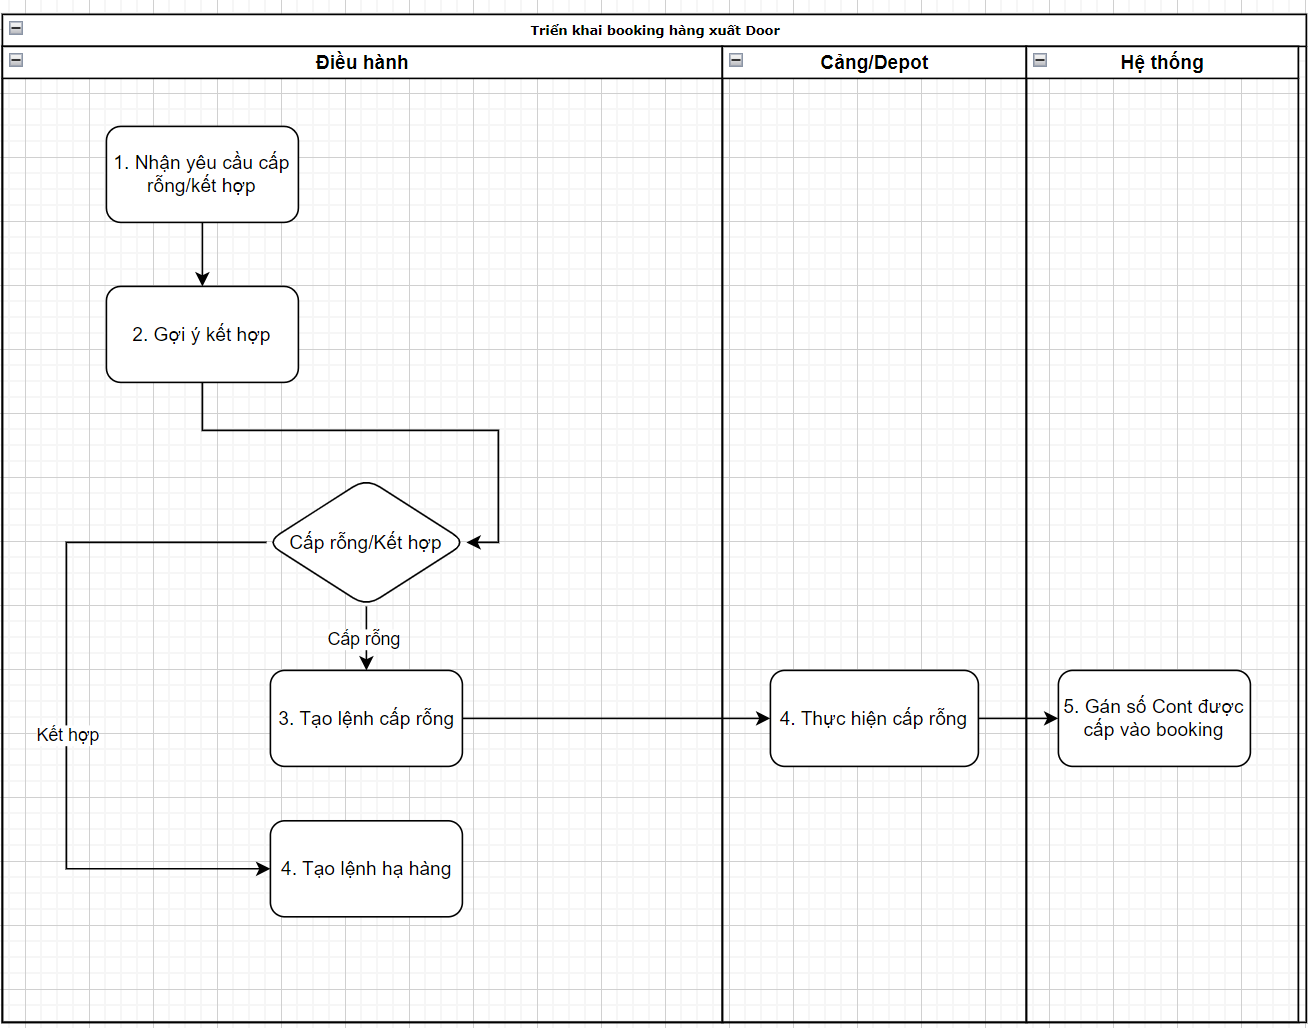 Triến khai booking hàng xuất Door
Điều hành
Cảng/Depot
Hệ thống
1. Nhận yêu cầu cấp
rỗng/kết hợp
2. Gợi ý kết hợp
Cấp rỗng/Kết hợp
Cấp rỗng
3. Tạo lệnh cấp rỗng
4. Thực hiện cấp rỗng
5. Gán số Cont được
cấp vào booking
Kết hợp
4. Tạo lệnh hạ hàng